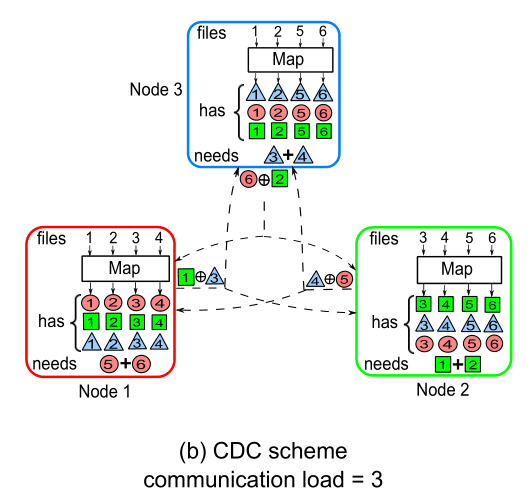 files 1 2 5 6
Map
Node 3
1 2 5 6
has 1 2 5 6
1 2 5 6
needs 3 + 4
6 ⊕ 2
files 1 2 3 4
Map
1 2 3 4
has 1 2 3 4
1 2 3 4
needs 5 + 6
Node 1
1 ⊕ 3
4 ⊕ 5
files 3 4 5 6
Map
3 4 5 6
has 3 4 5 6
3 4 5 6
needs 1 + 2
Node 2
(b) CDC scheme
communication load = 3